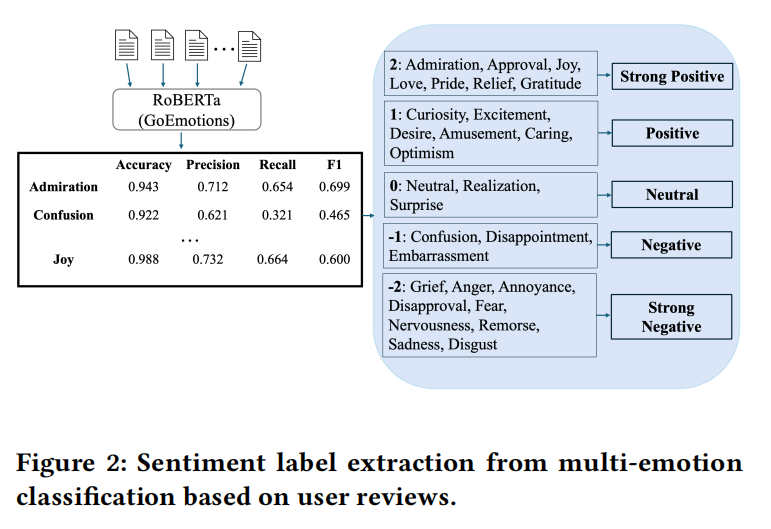 RoBERTa
(GoEmotions)
Accuracy Precision Recall F1
Admiration 0.943 0.712 0.654 0.699
Confusion 0.922 0.621 0.321 0.465
...
Joy 0.988 0.732 0.664 0.600
2: Admiration, Approval, Joy,
Love, Pride, Relief, Gratitude
Strong Positive
1: Curiosity, Excitement,
Desire, Amusement, Caring,
Optimism
Positive
0: Neutral, Realization,
Surprise
Neutral
-1: Confusion, Disappointment,
Embarrassment
Negative
-2: Grief, Anger, Annoyance,
Disapproval, Fear,
Nervousness, Remorse,
Sadness, Disgust
Strong
Negative
Figure 2: Sentiment label extraction from multi-emotion
classification based on user reviews.